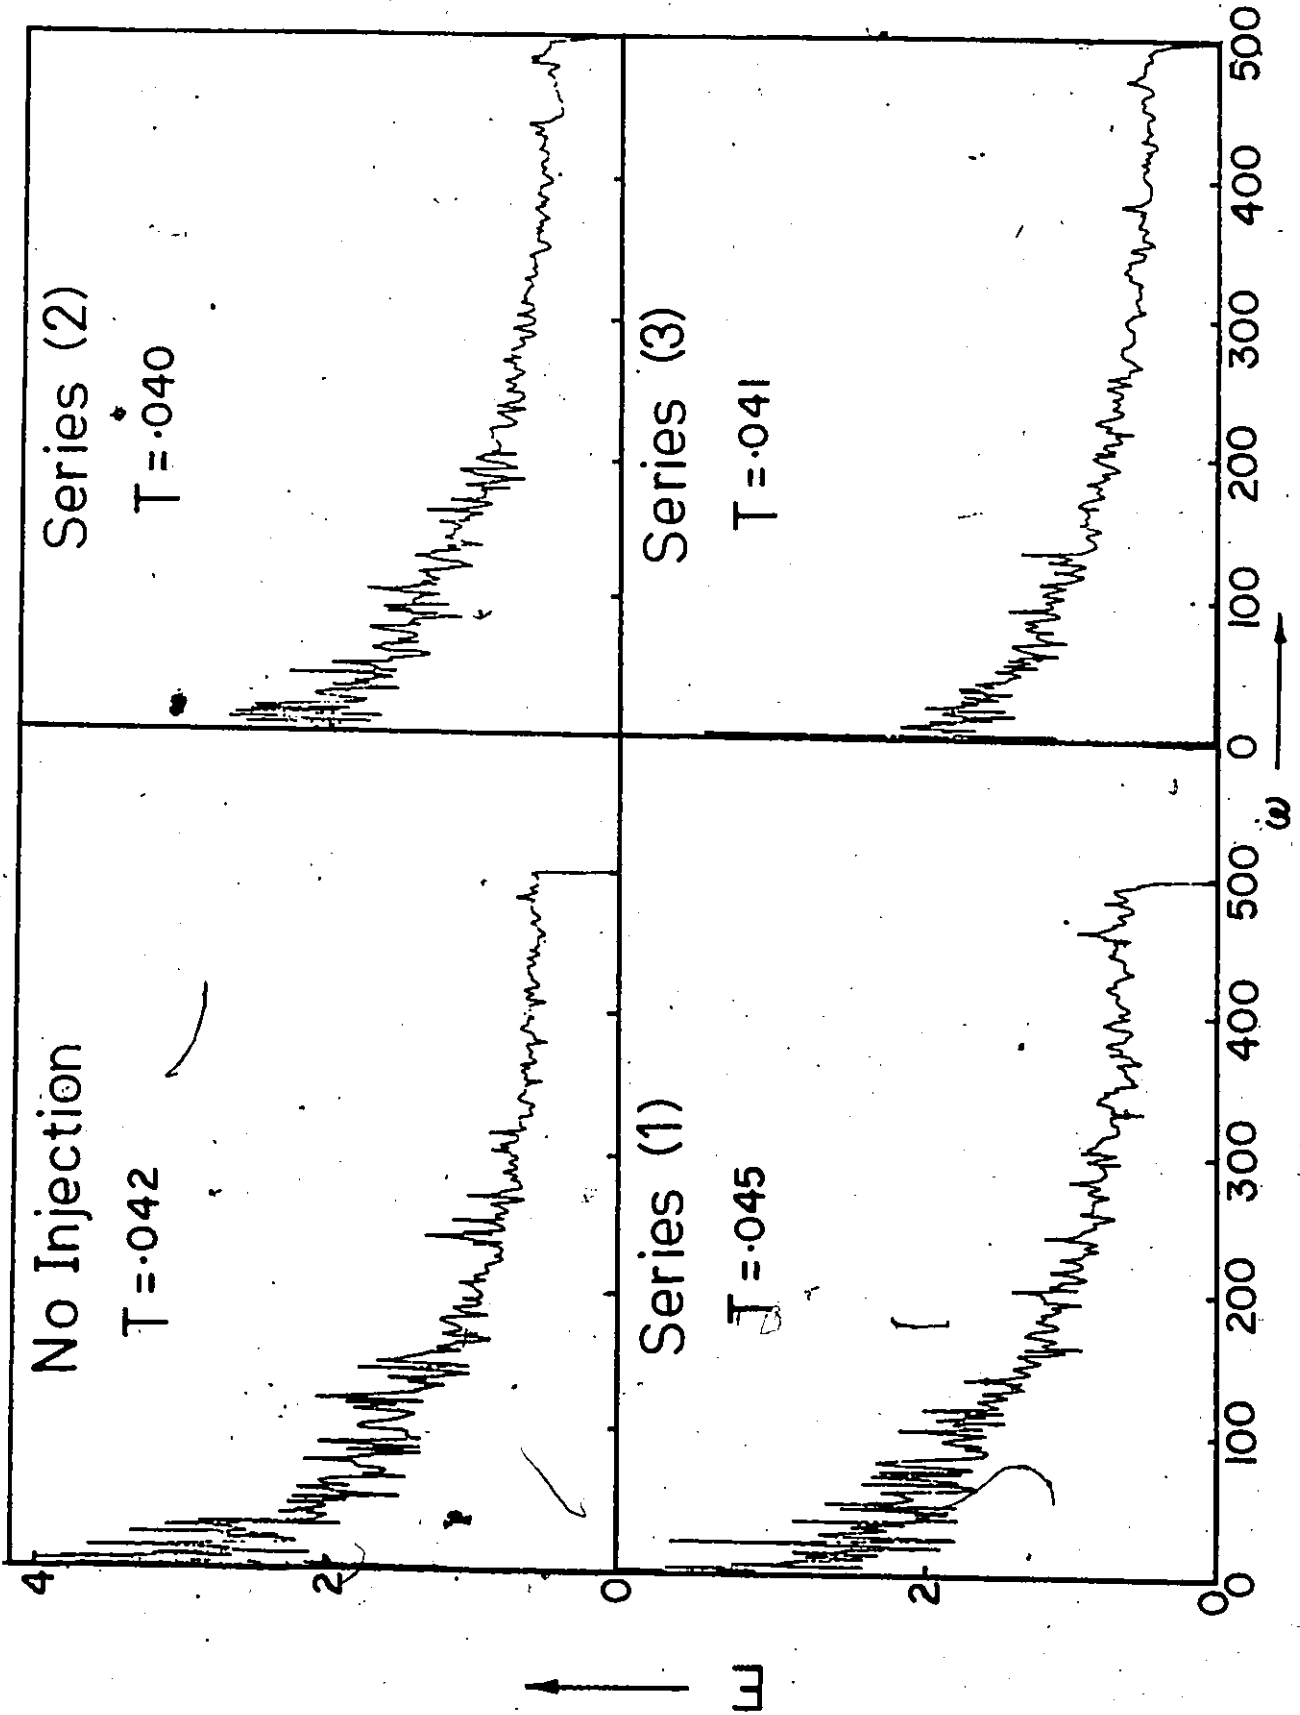 No Injection
T = .042
Series (2)
T = .040
4
2
0
Series (1)
T = .045
Series (3)
T = .041
2
0
0 100 200 300 400 500
0 100 200 300 400 500
E
ω